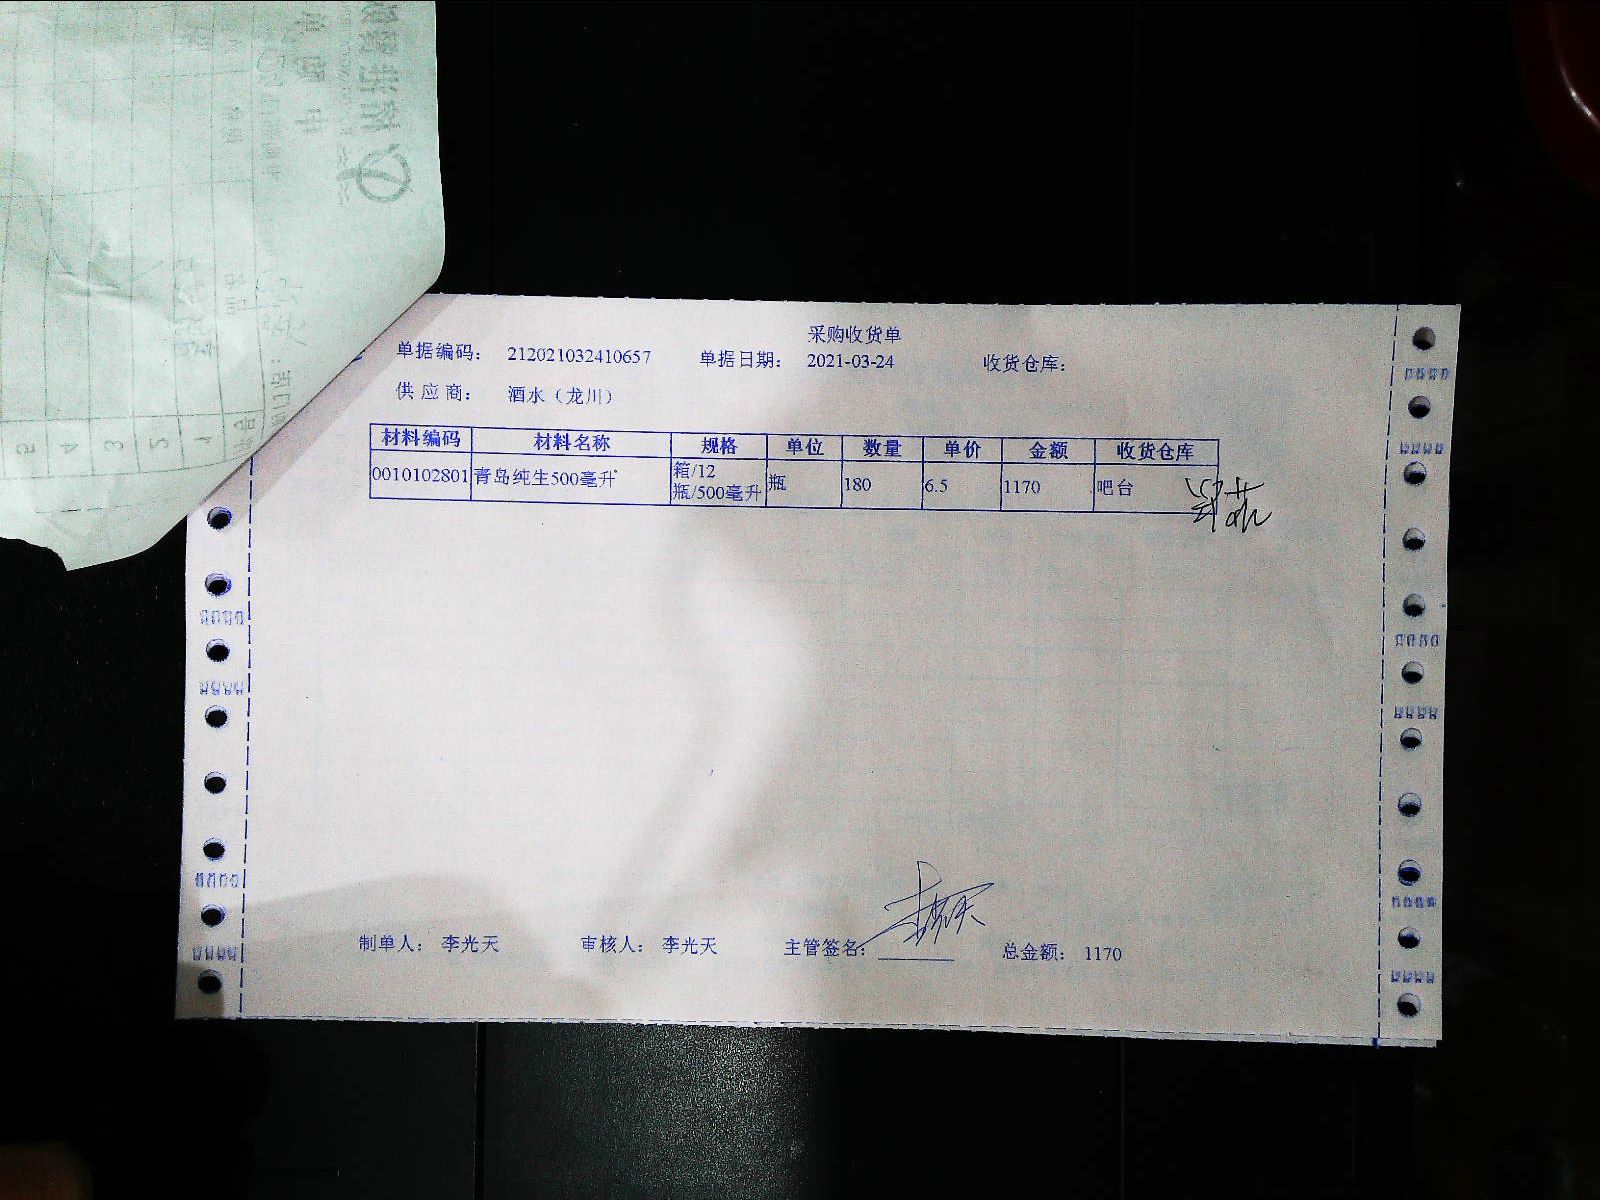 采购收货单
单据编码: 212021032410657 单据日期: 2021-03-24 收货仓库:
供应商: 酒水(龙川)
材料编码 材料名称 规格 单位 数量 单价 金额 收货仓库
0010102801 青岛纯生500毫升 箱/12瓶/500毫升 瓶 180 6.5 1170 吧台
制单人: 李光天 审核人: 李光天 主管签名: 总金额: 1170